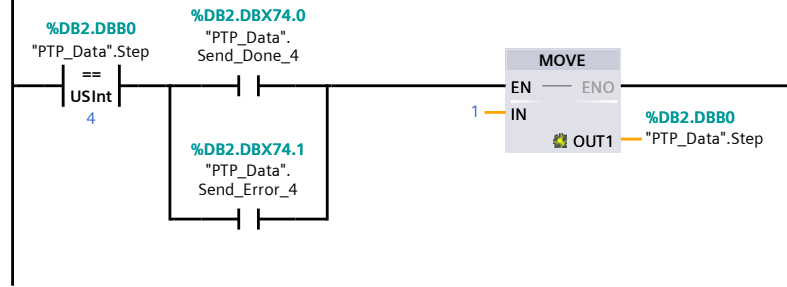 %DB2.DBB0
"PTP_Data".Step
==
USInt
4
%DB2.DBX74.0
"PTP_Data".
Send_Done_4
%DB2.DBX74.1
"PTP_Data".
Send_Error_4
MOVE
EN
ENO
1
IN
OUT1
%DB2.DBB0
"PTP_Data".Step